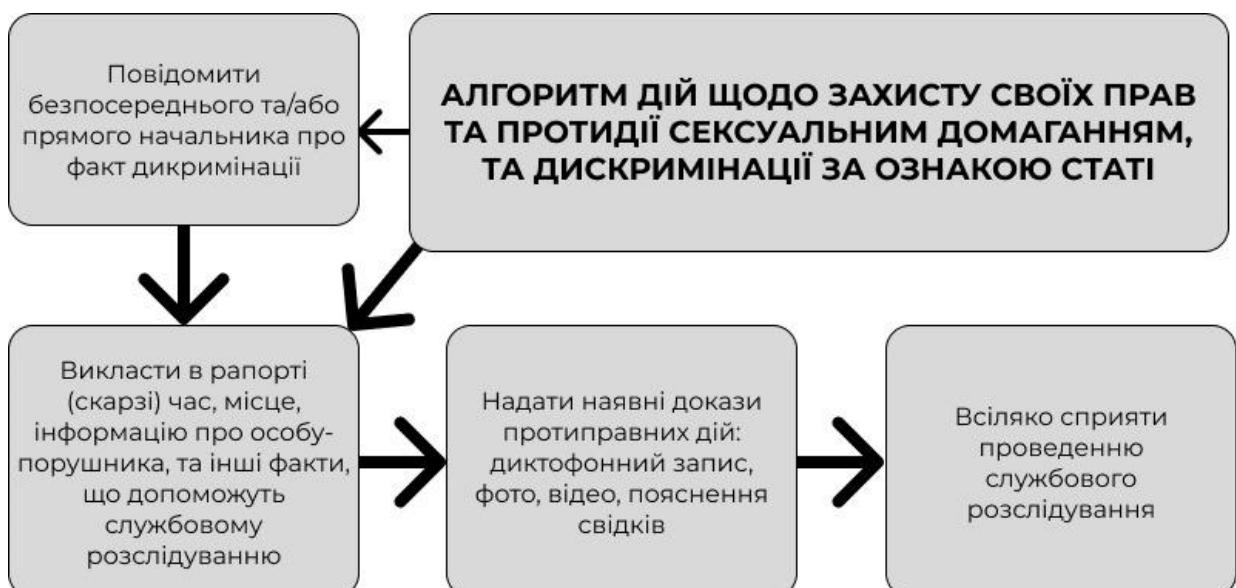 АЛГОРИТМ ДІЙ ЩОДО ЗАХИСТУ СВОЇХ ПРАВ
ТА ПРОТИДІЇ СЕКСУАЛЬНИМ ДОМАГАННЯМ,
ТА ДИСКРИМІНАЦІЇ ЗА ОЗНАКОЮ СТАТІ
Повідомити
безпосереднього та/або
прямого начальника про
факт дикримінації
Викласти в рапорті
(скарзі) час, місце,
інформацію про особу-
порушника, та інші факти,
що допоможуть
службовому
розслідуванню
Надати наявні докази
протиправних дій:
диктофонний запис,
фото, відео, пояснення
свідків
Всіляко сприяти
проведенню
службового
розслідування